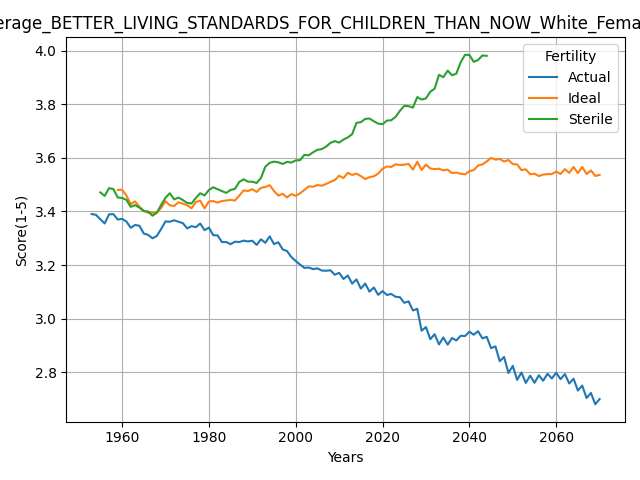 erage_BETTER_LIVING_STANDARDS_FOR_CHILDREN_THAN_NOW_White_Fema
Fertility
Actual
Ideal
Sterile
Score(1-5)
4.0
3.8
3.6
3.4
3.2
3.0
2.8
1960 1980 2000 2020 2040 2060
Years